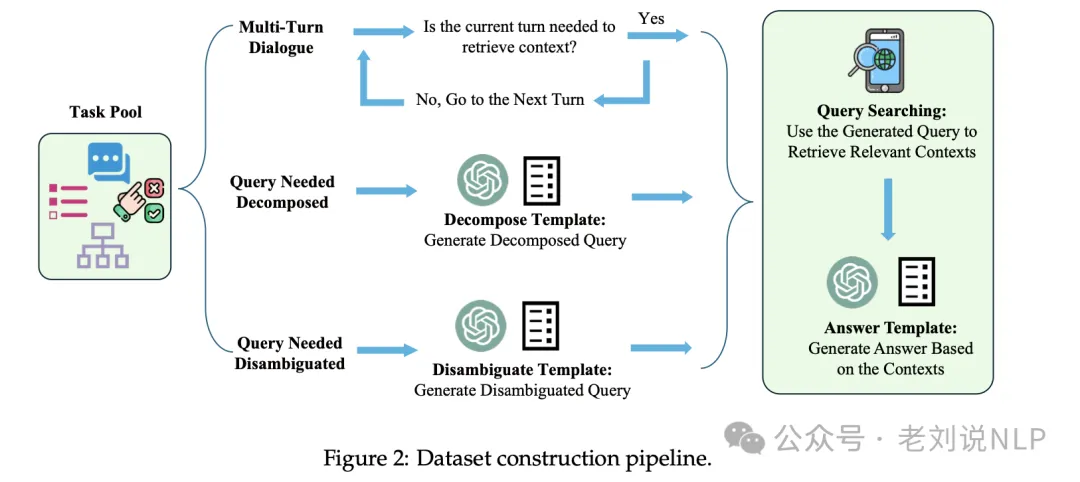 Task Pool
Multi-Turn
Dialogue
Is the current turn needed to
retrieve context?
Yes
No, Go to the Next Turn
Query Needed
Decomposed
Decompose Template:
Generate Decomposed Query
Query Needed
Disambiguated
Disambiguate Template:
Generate Disambiguated Query
Query Searching:
Use the Generated Query to
Retrieve Relevant Contexts
Answer Template:
Generate Answer Based
on the Contexts
公众号 · 老刘说NLP
Figure 2: Dataset construction pipeline.